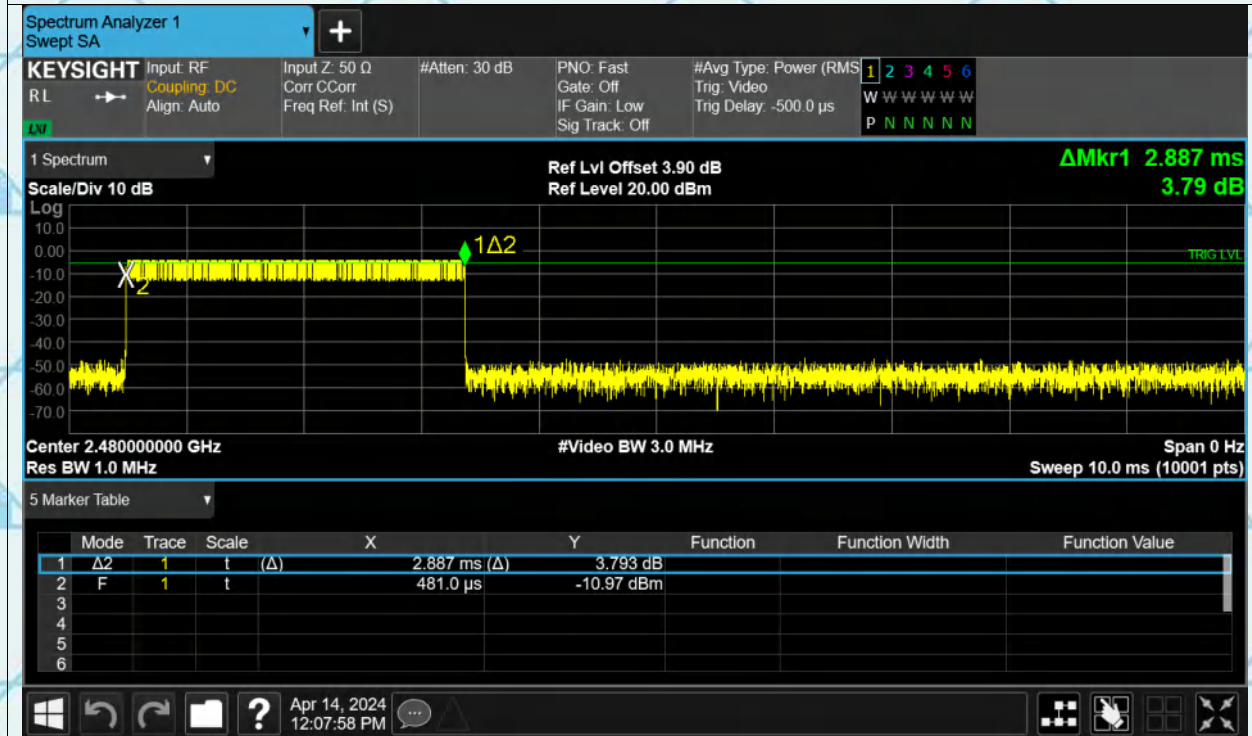 Spectrum Analyzer 1
Swept SA
+
KEYSIGHT Input: RF Input Z: 50 Ω #Atten: 30 dB PNO: Fast #Avg Type: Power (RMS 1 2 3 4 5 6
RL Coupling: DC Corr CCorr Gate: Off Trig: Video W W W W W W
Align: Auto Freq Ref: Int (S) IF Gain: Low Trig Delay: -500.0 µs
LXI Sig Track: Off P N N N N N
1 Spectrum Ref Lvl Offset 3.90 dB ΔMkr1 2.887 ms
Scale/Div 10 dB Ref Level 20.00 dBm 3.79 dB
Log
10.0
0.00 1Δ2 TRIG LVL
-10.0 2
-20.0
-30.0
-40.0
-50.0
-60.0
-70.0
Center 2.480000000 GHz #Video BW 3.0 MHz Span 0 Hz
Res BW 1.0 MHz Sweep 10.0 ms (10001 pts)
5 Marker Table
Mode Trace Scale X Y Function Function Width Function Value
1 Δ2 1 t (Δ) 2.887 ms (Δ) 3.793 dB
2 F 1 t 481.0 µs -10.97 dBm
3
4
5
6
? Apr 14, 2024
12:07:58 PM